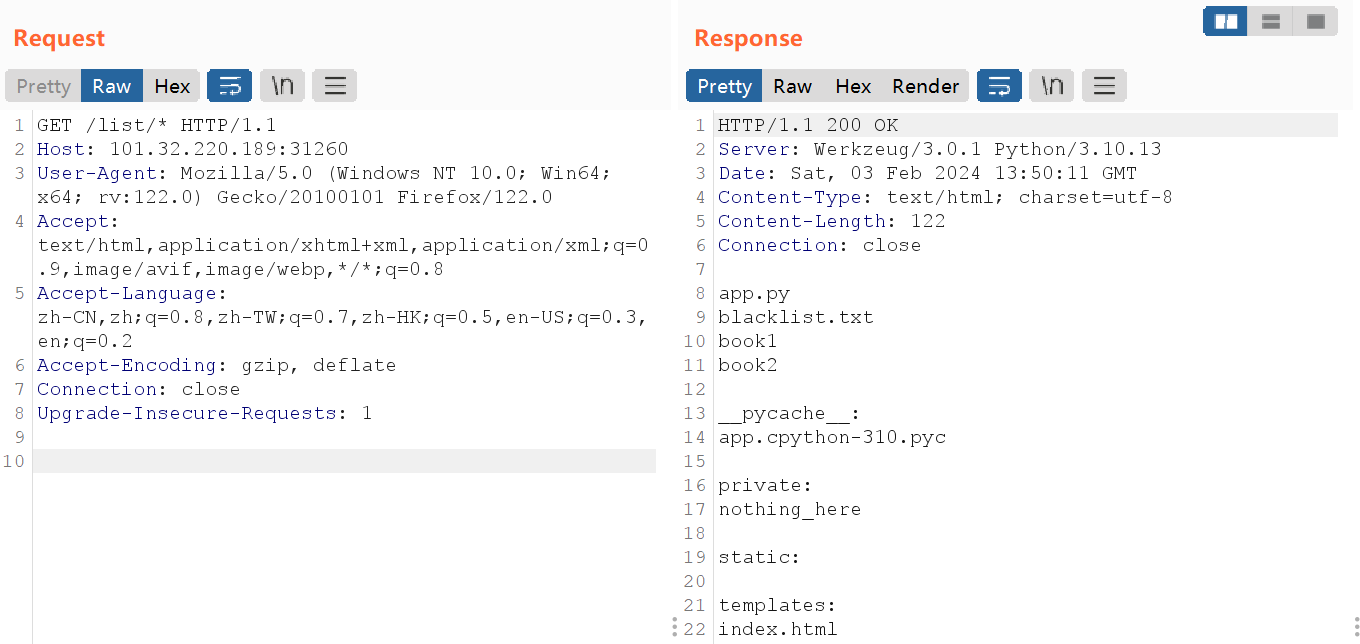 Request
Pretty Raw Hex \n
1 GET /list/* HTTP/1.1
2 Host: 101.32.220.189:31260
3 User-Agent: Mozilla/5.0 (Windows NT 10.0; Win64;
x64; rv:122.0) Gecko/20100101 Firefox/122.0
4 Accept:
text/html,application/xhtml+xml,application/xml;q=0
.9,image/avif,image/webp,*/*;q=0.8
5 Accept-Language:
zh-CN,zh;q=0.8,zh-TW;q=0.7,zh-HK;q=0.5,en-US;q=0.3,
en;q=0.2
6 Accept-Encoding: gzip, deflate
7 Connection: close
8 Upgrade-Insecure-Requests: 1
9
10
Response
Pretty Raw Hex Render \n
1 HTTP/1.1 200 OK
2 Server: Werkzeug/3.0.1 Python/3.10.13
3 Date: Sat, 03 Feb 2024 13:50:11 GMT
4 Content-Type: text/html; charset=utf-8
5 Content-Length: 122
6 Connection: close
7
8 app.py
9 blacklist.txt
10 book1
11 book2
12
13 __pycache__:
14 app.cpython-310.pyc
15
16 private:
17 nothing_here
18
19 static:
20
21 templates:
22 index.html